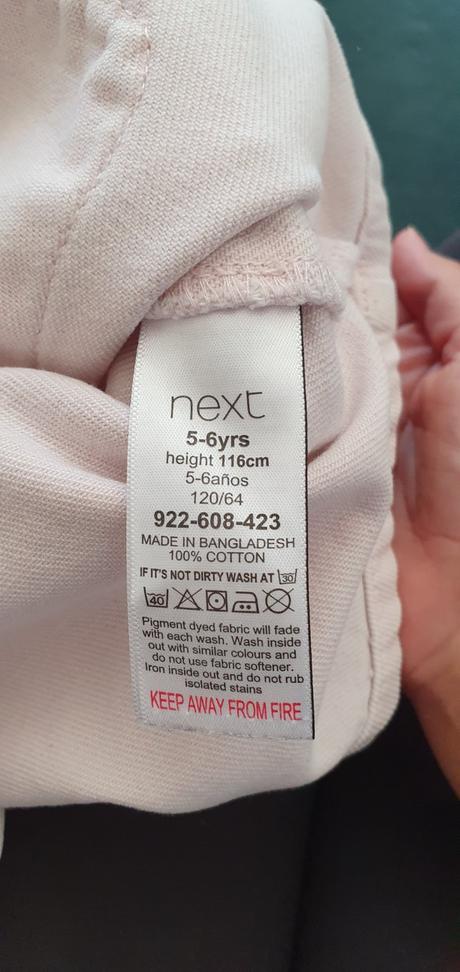 next
5-6yrs
height 116cm
5-6años
120/64
922-608-423
MADE IN BANGLADESH
100% COTTON
IF IT'S NOT DIRTY WASH AT 30
40
Pigment dyed fabric will fade
with each wash. Wash inside
out with similar colours and
do not use fabric softener.
Iron inside out and do not rub
isolated stains
KEEP AWAY FROM FIRE